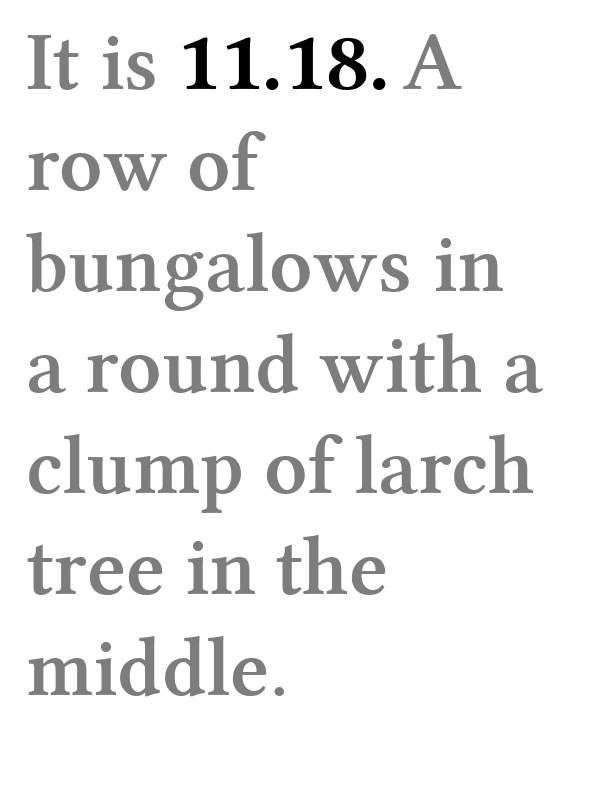 It is 11.18. A
row of
bungalows in
a round with a
clump of larch
tree in the
middle.